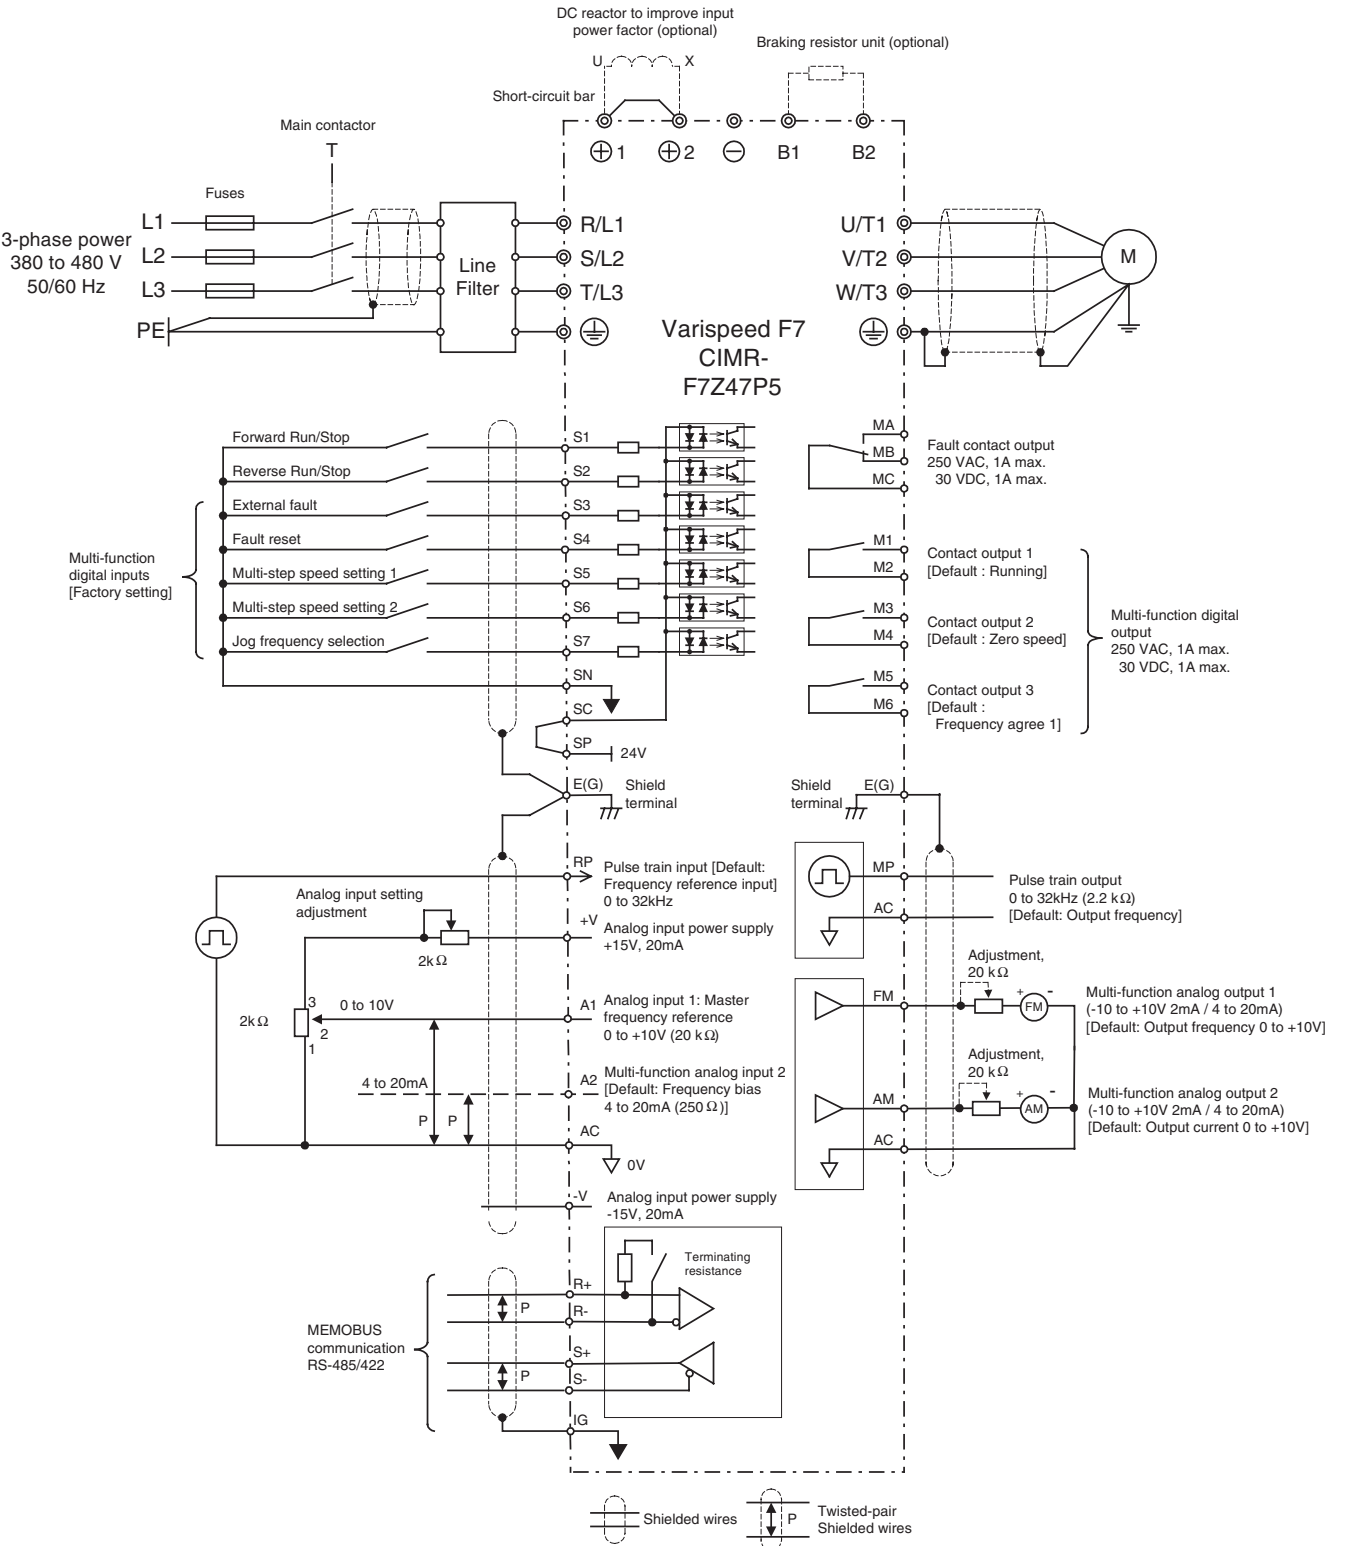 DC reactor to improve input
power factor (optional)
Braking resistor unit (optional)
U
X
Short-circuit bar
Main contactor
T
⊕ 1
⊕ 2
⊖
B1
B2
Fuses
L1
L2
L3
PE
3-phase power
380 to 480 V
50/60 Hz
Line
Filter
R/L1
S/L2
T/L3
U/T1
V/T2
W/T3
M
Varispeed F7
CIMR-
F7Z47P5
Forward Run/Stop
S1
Reverse Run/Stop
S2
External fault
S3
Fault reset
S4
Multi-step speed setting 1
S5
Multi-step speed setting 2
S6
Jog frequency selection
S7
Multi-function
digital inputs
[Factory setting]
SN
SC
SP
24V
E(G)
Shield
terminal
MA
MB
MC
Fault contact output
250 VAC, 1A max.
30 VDC, 1A max.
M1
M2
Contact output 1
[Default : Running]
M3
M4
Contact output 2
[Default : Zero speed]
M5
M6
Contact output 3
[Default :
Frequency agree 1]
Multi-function digital
output
250 VAC, 1A max.
30 VDC, 1A max.
Shield
terminal
E(G)
RP
Pulse train input [Default:
Frequency reference input]
0 to 32kHz
Analog input setting
adjustment
2kΩ
+V
Analog input power supply
+15V, 20mA
2kΩ
3
2
1
0 to 10V
A1
Analog input 1: Master
frequency reference
0 to +10V (20 kΩ)
4 to 20mA
P
P
A2
Multi-function analog input 2
[Default: Frequency bias
4 to 20mA (250 Ω)]
AC
0V
-V
Analog input power supply
-15V, 20mA
MP
AC
Pulse train output
0 to 32kHz (2.2 kΩ)
[Default: Output frequency]
Adjustment,
20 kΩ
FM
+
-
FM
Multi-function analog output 1
(-10 to +10V 2mA / 4 to 20mA)
[Default: Output frequency 0 to +10V]
Adjustment,
20 kΩ
AM
+
-
AM
Multi-function analog output 2
(-10 to +10V 2mA / 4 to 20mA)
[Default: Output current 0 to +10V]
AC
Terminating
resistance
MEMOBUS
communication
RS-485/422
P
R+
R-
P
S+
S-
IG
Shielded wires
P
Twisted-pair
Shielded wires